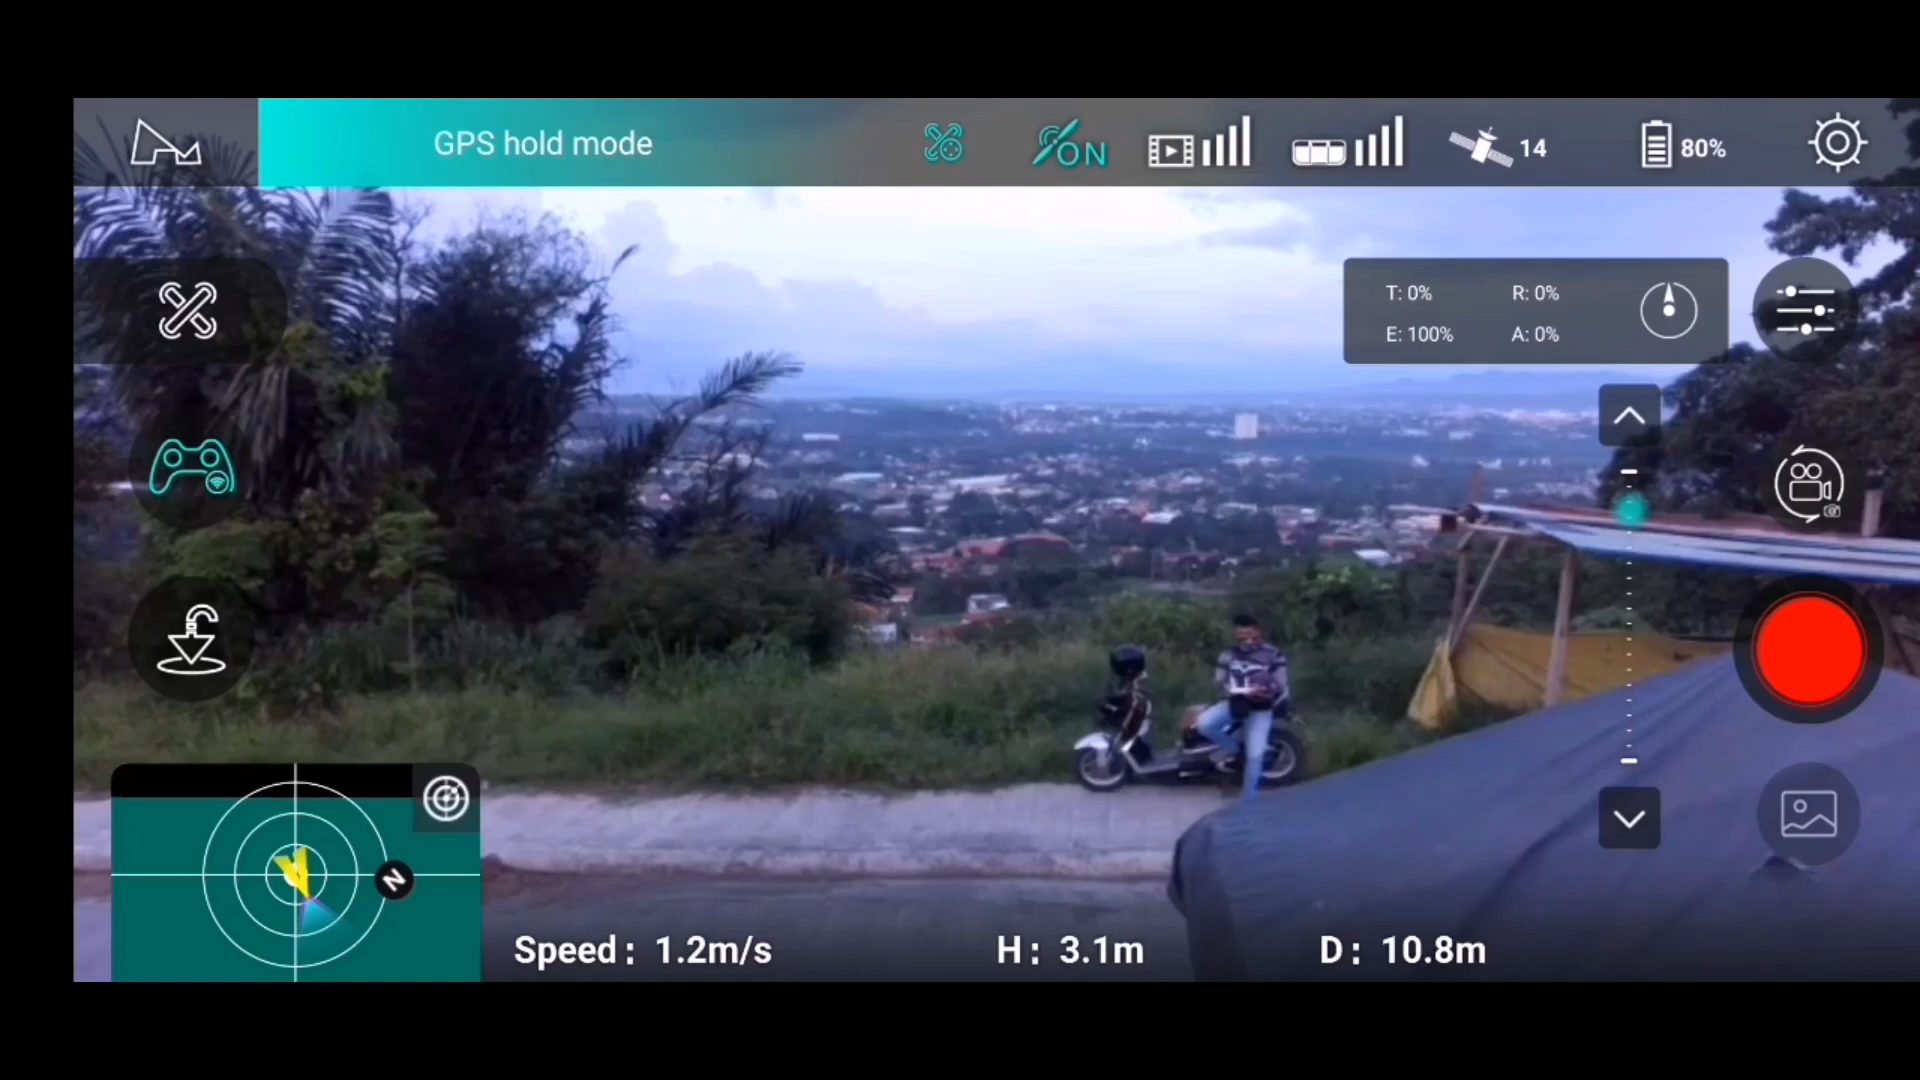 GPS hold mode
ON
14
80%
T: 0% R: 0%
E: 100% A: 0%
N
Speed: 1.2m/s H: 3.1m D: 10.8m